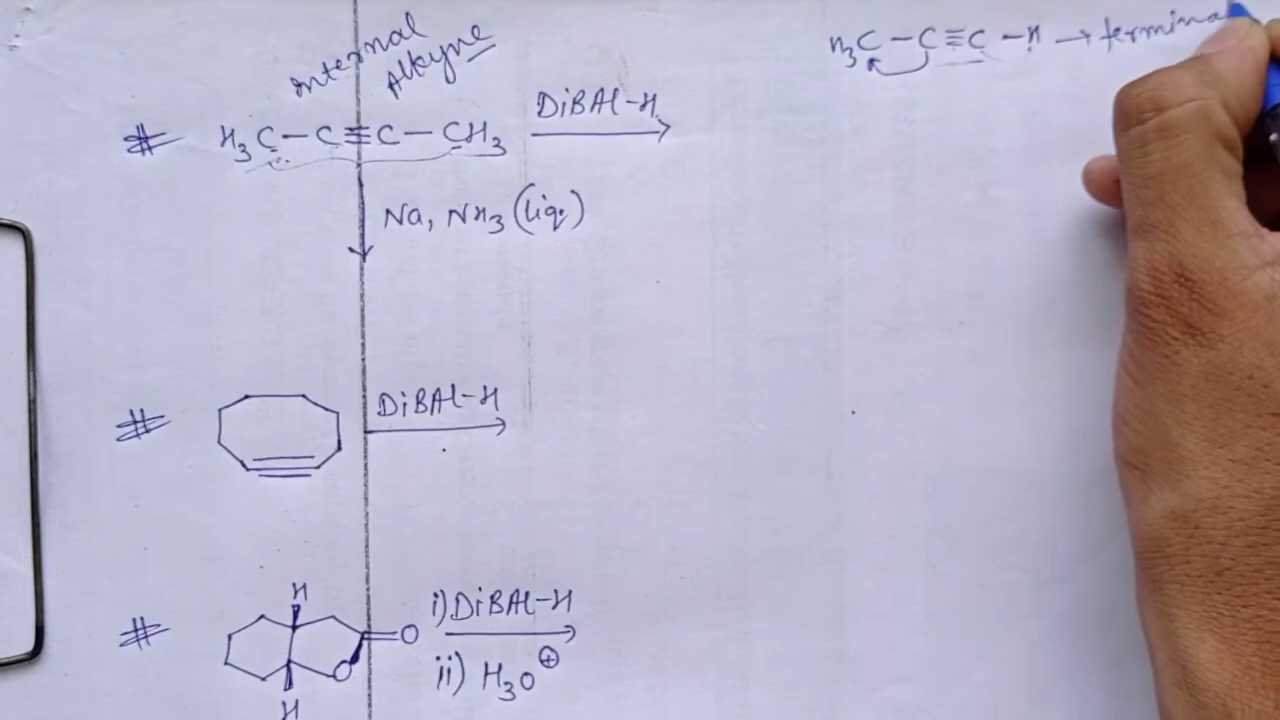 Internal
Alkyne
H3C-C≡C-H → termina
# H3C-C≡C-CH3 DiBAl-H
Na, NH3 (liq.)
# DiBAl-H
H
# O i) DiBAl-H
O ii) H3O⊕
H